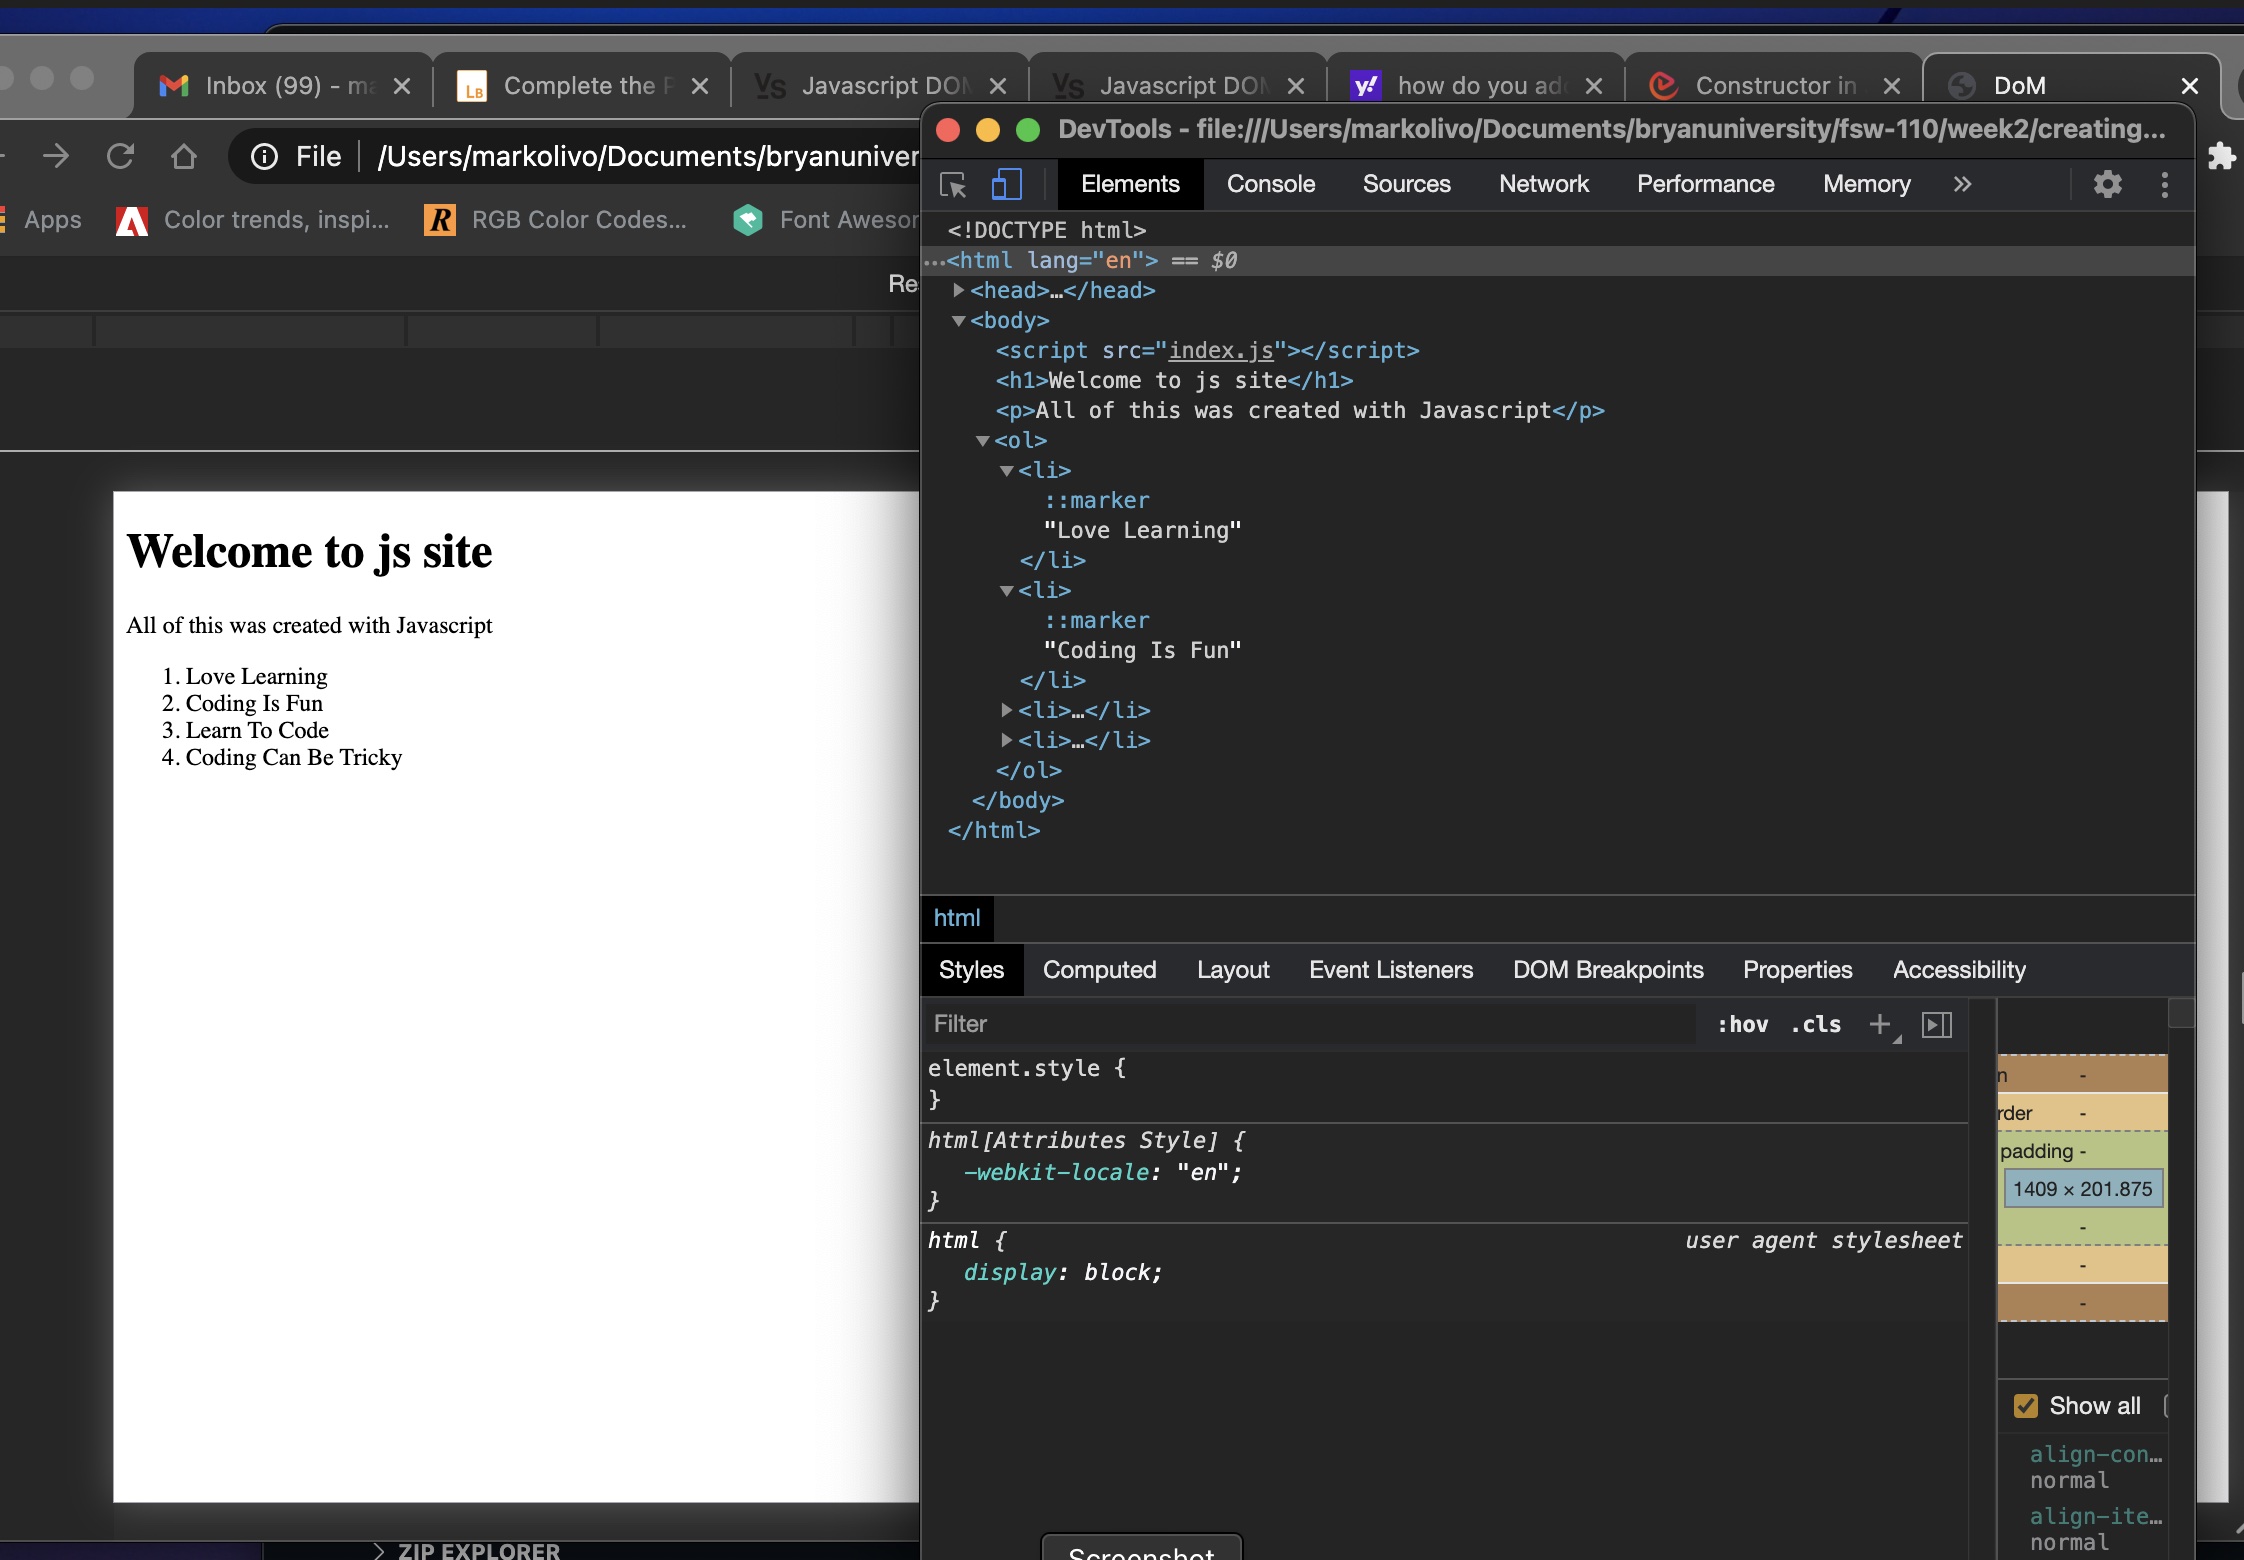 Inbox (99) - ma
Complete the P
Javascript DOM
Javascript DOM
how do you ad
Constructor in
DoM
File
/Users/markolivo/Documents/bryanuniver
Apps
Color trends, inspi...
RGB Color Codes...
Font Awesor
Re
DevTools - file:///Users/markolivo/Documents/bryanuniversity/fsw-110/week2/creating...
Elements
Console
Sources
Network
Performance
Memory
<!DOCTYPE html>
...<html lang="en"> == $0
<head>…</head>
<body>
<script src="index.js"></script>
<h1>Welcome to js site</h1>
<p>All of this was created with Javascript</p>
<ol>
<li>
::marker
"Love Learning"
</li>
<li>
::marker
"Coding Is Fun"
</li>
<li>…</li>
<li>…</li>
</ol>
</body>
</html>
Welcome to js site
All of this was created with Javascript
1. Love Learning
2. Coding Is Fun
3. Learn To Code
4. Coding Can Be Tricky
html
Styles
Computed
Layout
Event Listeners
DOM Breakpoints
Properties
Accessibility
Filter
:hov .cls
element.style {
}
html[Attributes Style] {
-webkit-locale: "en";
}
html {
user agent stylesheet
display: block;
}
n -
rder -
padding -
1409 × 201.875
-
-
-
Show all
align-con…
normal
align-ite…
normal
ZIP EXPLORER
Screenshot